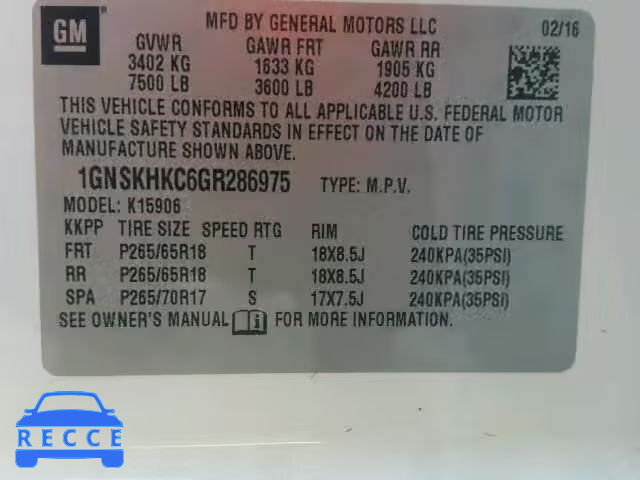 GM
MFD BY GENERAL MOTORS LLC 02/16
GVWR GAWR FRT GAWR RR
3402 KG 1633 KG 1905 KG
7500 LB 3600 LB 4200 LB
THIS VEHICLE CONFORMS TO ALL APPLICABLE U.S. FEDERAL MOTOR
VEHICLE SAFETY STANDARDS IN EFFECT ON THE DATE OF
MANUFACTURE SHOWN ABOVE.
1GNSKHKC6GR286975 TYPE: M.P.V.
MODEL: K15906
KKPP TIRE SIZE SPEED RTG RIM COLD TIRE PRESSURE
FRT P265/65R18 T 18X8.5J 240KPA(35PSI)
RR P265/65R18 T 18X8.5J 240KPA(35PSI)
SPA P265/70R17 S 17X7.5J 240KPA(35PSI)
SEE OWNER'S MANUAL FOR MORE INFORMATION.
RECCE